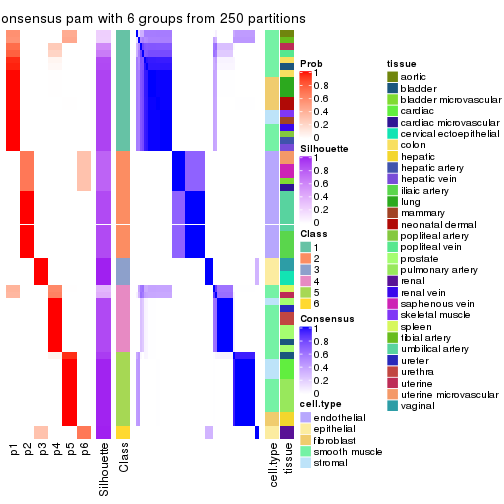 onsensus pam with 6 groups from 250 partitions
Prob
1
0.8
0.6
0.4
0.2
0
Silhouette
1
0.8
0.6
0.4
0.2
0
Class
1
2
3
4
5
6
Consensus
1
0.8
0.6
0.4
0.2
0
cell.type
endothelial
epithelial
fibroblast
smooth muscle
stromal
tissue
aortic
bladder
bladder microvascular
cardiac
cardiac microvascular
cervical ectoepithelial
colon
hepatic
hepatic artery
hepatic vein
iliaic artery
lung
mammary
neonatal dermal
popliteal artery
popliteal vein
prostate
pulmonary artery
renal
renal vein
saphenous vein
skeletal muscle
spleen
tibial artery
umbilical artery
ureter
urethra
uterine
uterine microvascular
vaginal
p1
p2
p3
p4
p5
p6
Silhouette
Class
cell.type
tissue